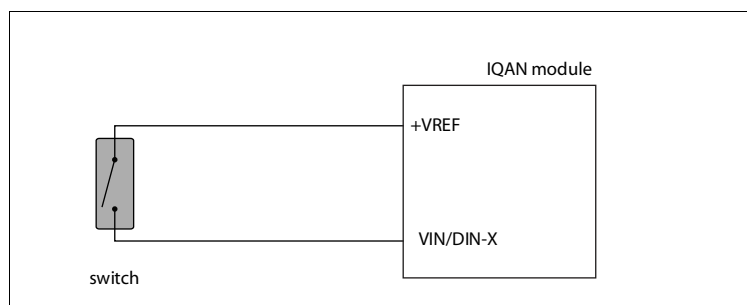 IQAN module
+VREF
VIN/DIN-X
switch